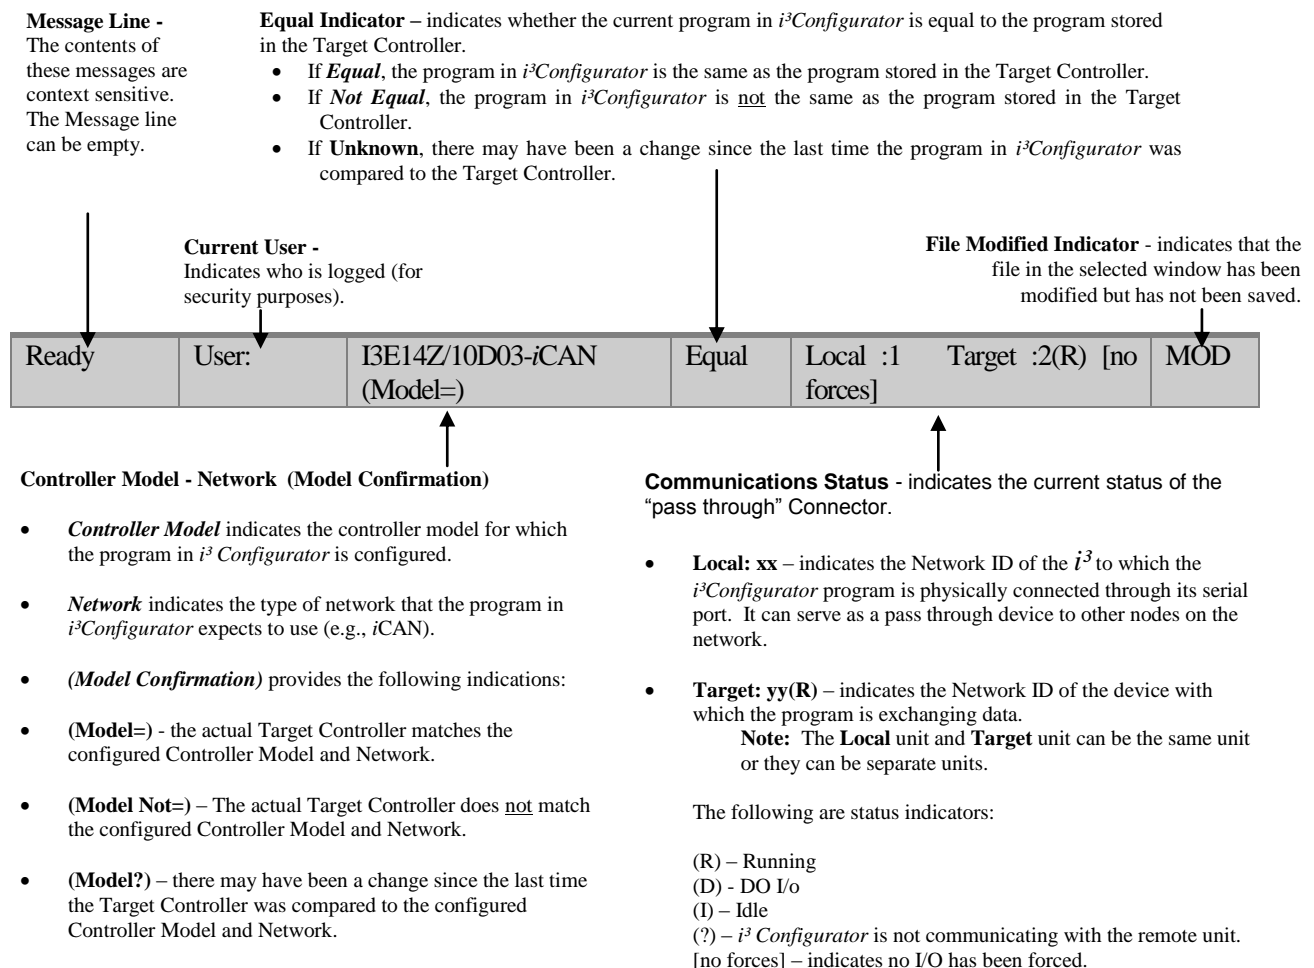 Message Line -
The contents of
these messages are
context sensitive.
The Message line
can be empty.
Equal Indicator – indicates whether the current program in i³Configurator is equal to the program stored
in the Target Controller.
• If Equal, the program in i³Configurator is the same as the program stored in the Target Controller.
• If Not Equal, the program in i³Configurator is not the same as the program stored in the Target
Controller.
• If Unknown, there may have been a change since the last time the program in i³Configurator was
compared to the Target Controller.
Current User -
Indicates who is logged (for
security purposes).
File Modified Indicator - indicates that the
file in the selected window has been
modified but has not been saved.
Ready User: I3E14Z/10D03-iCAN Equal Local :1 Target :2(R) [no MOD
(Model=) forces]
Controller Model - Network (Model Confirmation)
• Controller Model indicates the controller model for which
the program in i³ Configurator is configured.
• Network indicates the type of network that the program in
i³Configurator expects to use (e.g., iCAN).
• (Model Confirmation) provides the following indications:
• (Model=) - the actual Target Controller matches the
configured Controller Model and Network.
• (Model Not=) – The actual Target Controller does not match
the configured Controller Model and Network.
• (Model?) – there may have been a change since the last time
the Target Controller was compared to the configured
Controller Model and Network.
Communications Status - indicates the current status of the
“pass through” Connector.
• Local: xx – indicates the Network ID of the i³ to which the
i³Configurator program is physically connected through its serial
port. It can serve as a pass through device to other nodes on the
network.
• Target: yy(R) – indicates the Network ID of the device with
which the program is exchanging data.
Note: The Local unit and Target unit can be the same unit
or they can be separate units.
The following are status indicators:
(R) – Running
(D) - DO I/o
(I) – Idle
(?) – i³ Configurator is not communicating with the remote unit.
[no forces] – indicates no I/O has been forced.